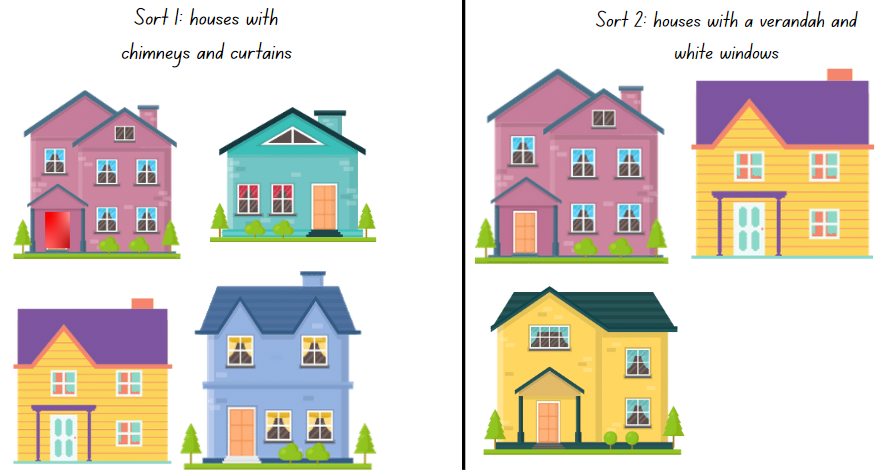 Sort 1: houses with
chimneys and curtains
Sort 2: houses with a verandah and
white windows